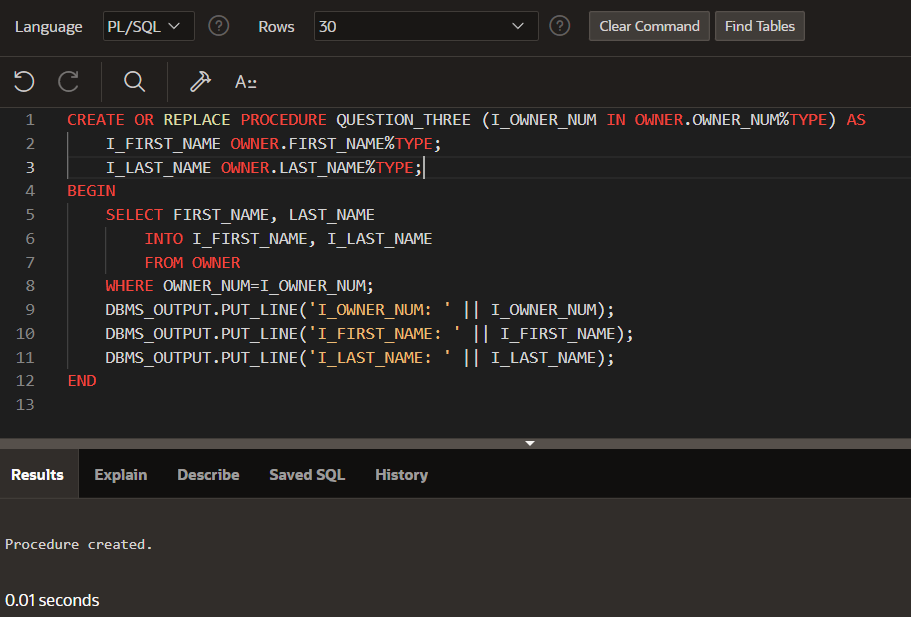 Language PL/SQL ? Rows 30 ? Clear Command Find Tables
A::
1 CREATE OR REPLACE PROCEDURE QUESTION_THREE (I_OWNER_NUM IN OWNER.OWNER_NUM%TYPE) AS
2 I_FIRST_NAME OWNER.FIRST_NAME%TYPE;
3 I_LAST_NAME OWNER.LAST_NAME%TYPE;
4 BEGIN
5 SELECT FIRST_NAME, LAST_NAME
6 INTO I_FIRST_NAME, I_LAST_NAME
7 FROM OWNER
8 WHERE OWNER_NUM=I_OWNER_NUM;
9 DBMS_OUTPUT.PUT_LINE('I_OWNER_NUM: ' || I_OWNER_NUM);
10 DBMS_OUTPUT.PUT_LINE('I_FIRST_NAME: ' || I_FIRST_NAME);
11 DBMS_OUTPUT.PUT_LINE('I_LAST_NAME: ' || I_LAST_NAME);
12 END
13
Results Explain Describe Saved SQL History
Procedure created.
0.01 seconds